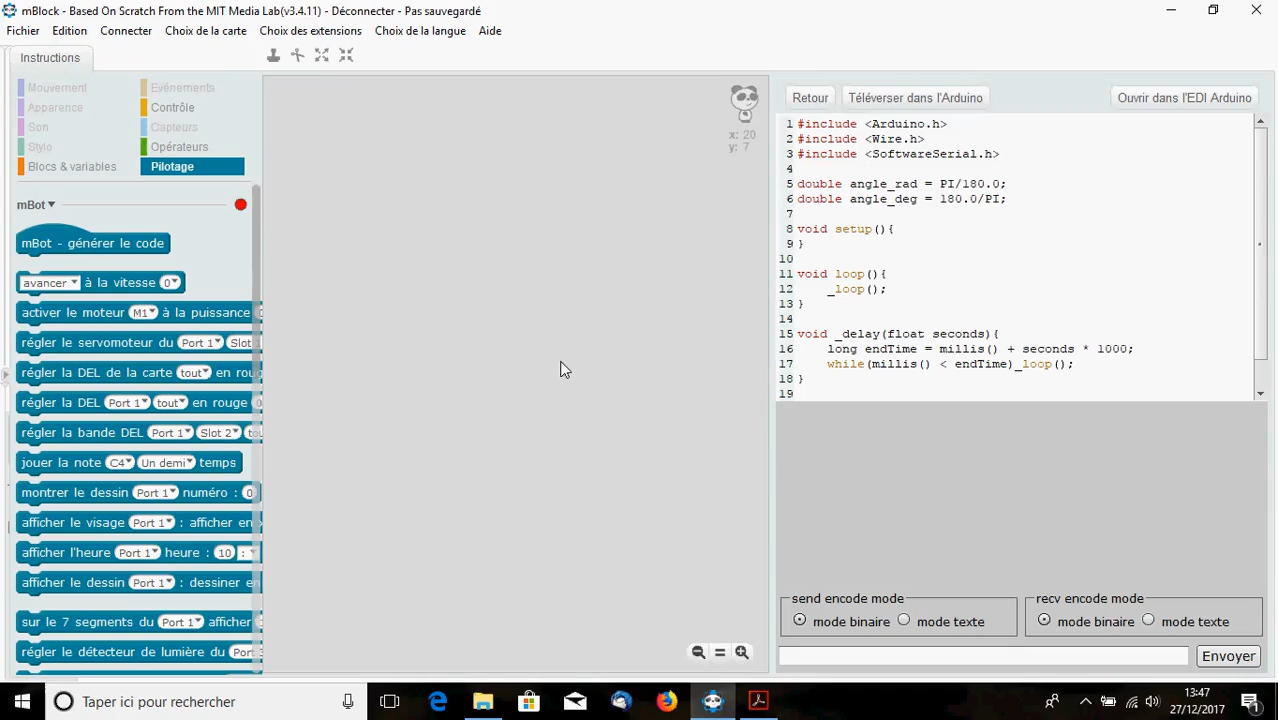 mBlock - Based On Scratch From the MIT Media Lab(v3.4.11) - Déconnecter - Pas sauvegardé
Fichier Edition Connecter Choix de la carte Choix des extensions Choix de la langue Aide
Instructions
Mouvement Evénements
Apparence Contrôle
Son Capteurs
Stylo Opérateurs
Blocs & variables Pilotage
mBot
mBot - générer le code
avancer à la vitesse 0
activer le moteur M1 à la puissance
régler le servomoteur du Port 1 Slot
régler la DEL de la carte tout en roug
régler la DEL Port 1 tout en rouge 0
régler la bande DEL Port 1 Slot 2 to
jouer la note C4 Un demi temps
montrer le dessin Port 1 numéro : 0
afficher le visage Port 1 : afficher en
afficher l'heure Port 1 heure : 10 :
afficher le dessin Port 1 : dessiner en
sur le 7 segments du Port 1 afficher
régler le détecteur de lumière du Port
x: 20
y: 7
Retour Téléverser dans l'Arduino Ouvrir dans l'EDI Arduino
1 #include <Arduino.h>
2 #include <Wire.h>
3 #include <SoftwareSerial.h>
4
5 double angle_rad = PI/180.0;
6 double angle_deg = 180.0/PI;
7
8 void setup(){
9 }
10
11 void loop(){
12 _loop();
13 }
14
15 void _delay(float seconds){
16 long endTime = millis() + seconds * 1000;
17 while(millis() < endTime)_loop();
18 }
19
send encode mode recv encode mode
mode binaire mode texte mode binaire mode texte
Envoyer
Taper ici pour rechercher
13:47
27/12/2017
1